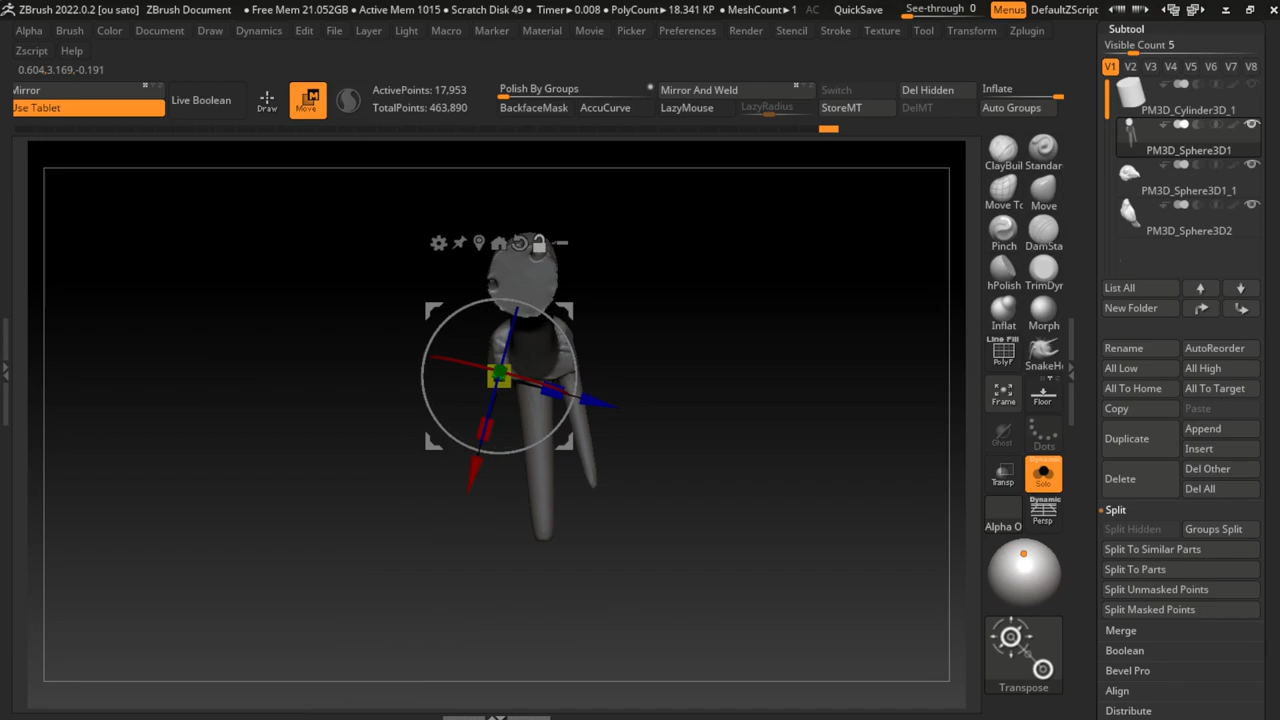 ZBrush 2022.0.2 [ou sato] ZBrush Document • Free Mem 21.052GB • Active Mem 1015 • Scratch Disk 49 • Timer▸0.008 • PolyCount▸18.341 KP • MeshCount▸1 AC QuickSave See-through 0 Menus DefaultZScript
Alpha Brush Color Document Draw Dynamics Edit File Layer Light Macro Marker Material Movie Picker Preferences Render Stencil Stroke Texture Tool Transform Zplugin
Zscript Help
0.604,3.169,-0.191
Mirror
Use Tablet
Live Boolean
Draw
Move
ActivePoints: 17,953
TotalPoints: 463,890
Polish By Groups
BackfaceMask AccuCurve
Mirror And Weld
LazyMouse LazyRadius
Switch
StoreMT
Del Hidden
DelMT
Inflate
Auto Groups
ClayBuil Standar
Move To Move
Pinch DamSta
hPolish TrimDyr
Inflat Morph
Line Fill
PolyF SnakeHo
Frame Floor
Ghost Dots
Transp Dynamic
Solo
Alpha O Dynamic
Persp
Transpose
Subtool
Visible Count 5
V1 V2 V3 V4 V5 V6 V7 V8
PM3D_Cylinder3D_1
PM3D_Sphere3D1
PM3D_Sphere3D1_1
PM3D_Sphere3D2
List All
New Folder
Rename AutoReorder
All Low All High
All To Home All To Target
Copy Paste
Duplicate Append
Insert
Delete Del Other
Del All
Split
Split Hidden Groups Split
Split To Similar Parts
Split To Parts
Split Unmasked Points
Split Masked Points
Merge
Boolean
Bevel Pro
Align
Distribute